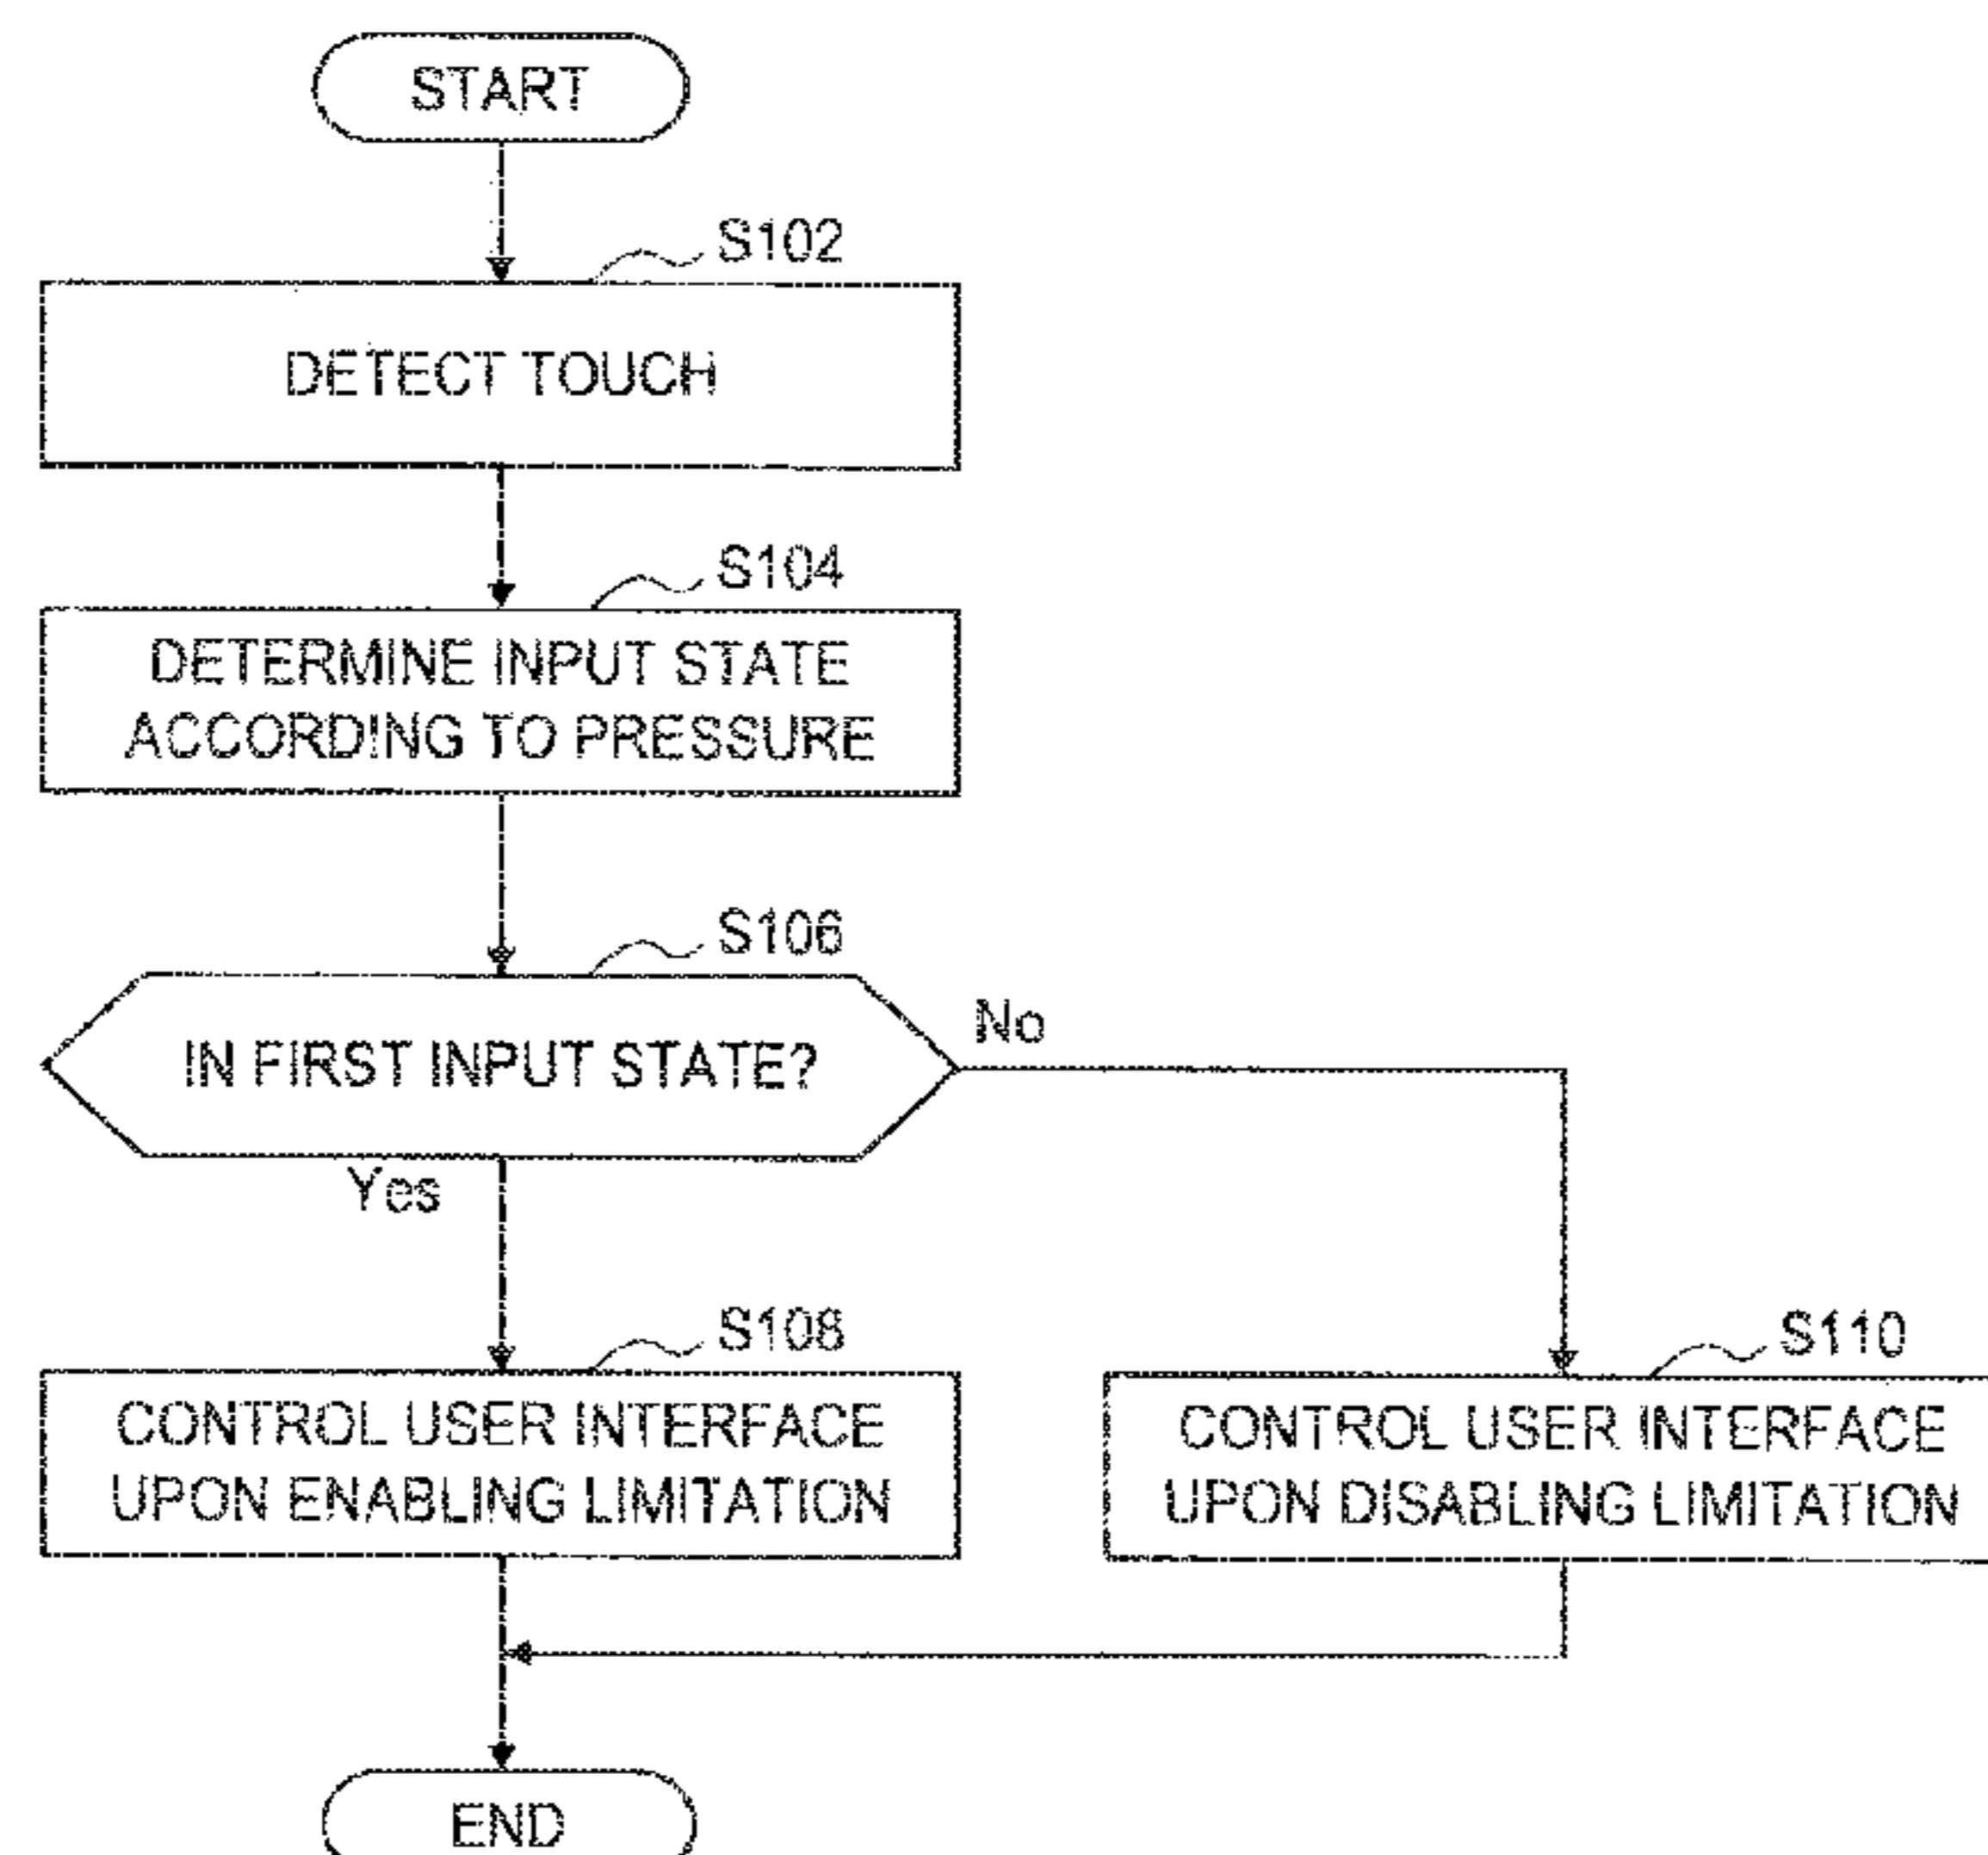 START
S102
DETECT TOUCH
S104
DETERMINE INPUT STATE
ACCORDING TO PRESSURE
S106
IN FIRST INPUT STATE?
No
Yes
S108
CONTROL USER INTERFACE
UPON ENABLING LIMITATION
S110
CONTROL USER INTERFACE
UPON DISABLING LIMITATION
END